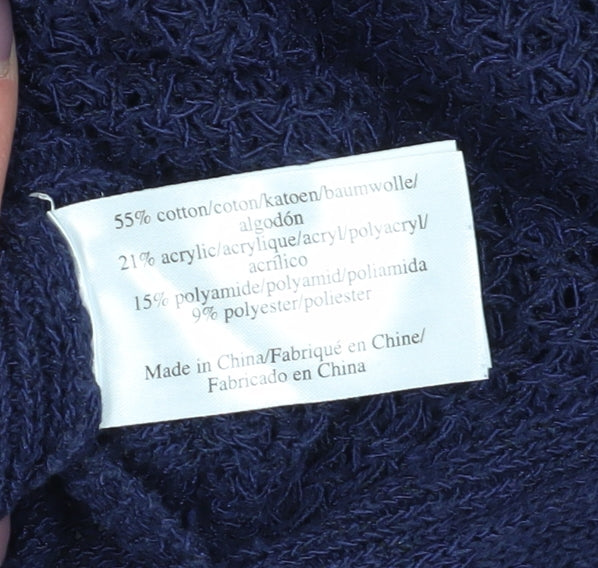 55% cotton/coton/katoen/baumwolle/
algodón
21% acrylic/acrylique/acryl/polyacryl/
acrílico
15% polyamide/polyamid/poliamida
9% polyester/poliester
Made in China/Fabriqué en Chine/
Fabricado en China